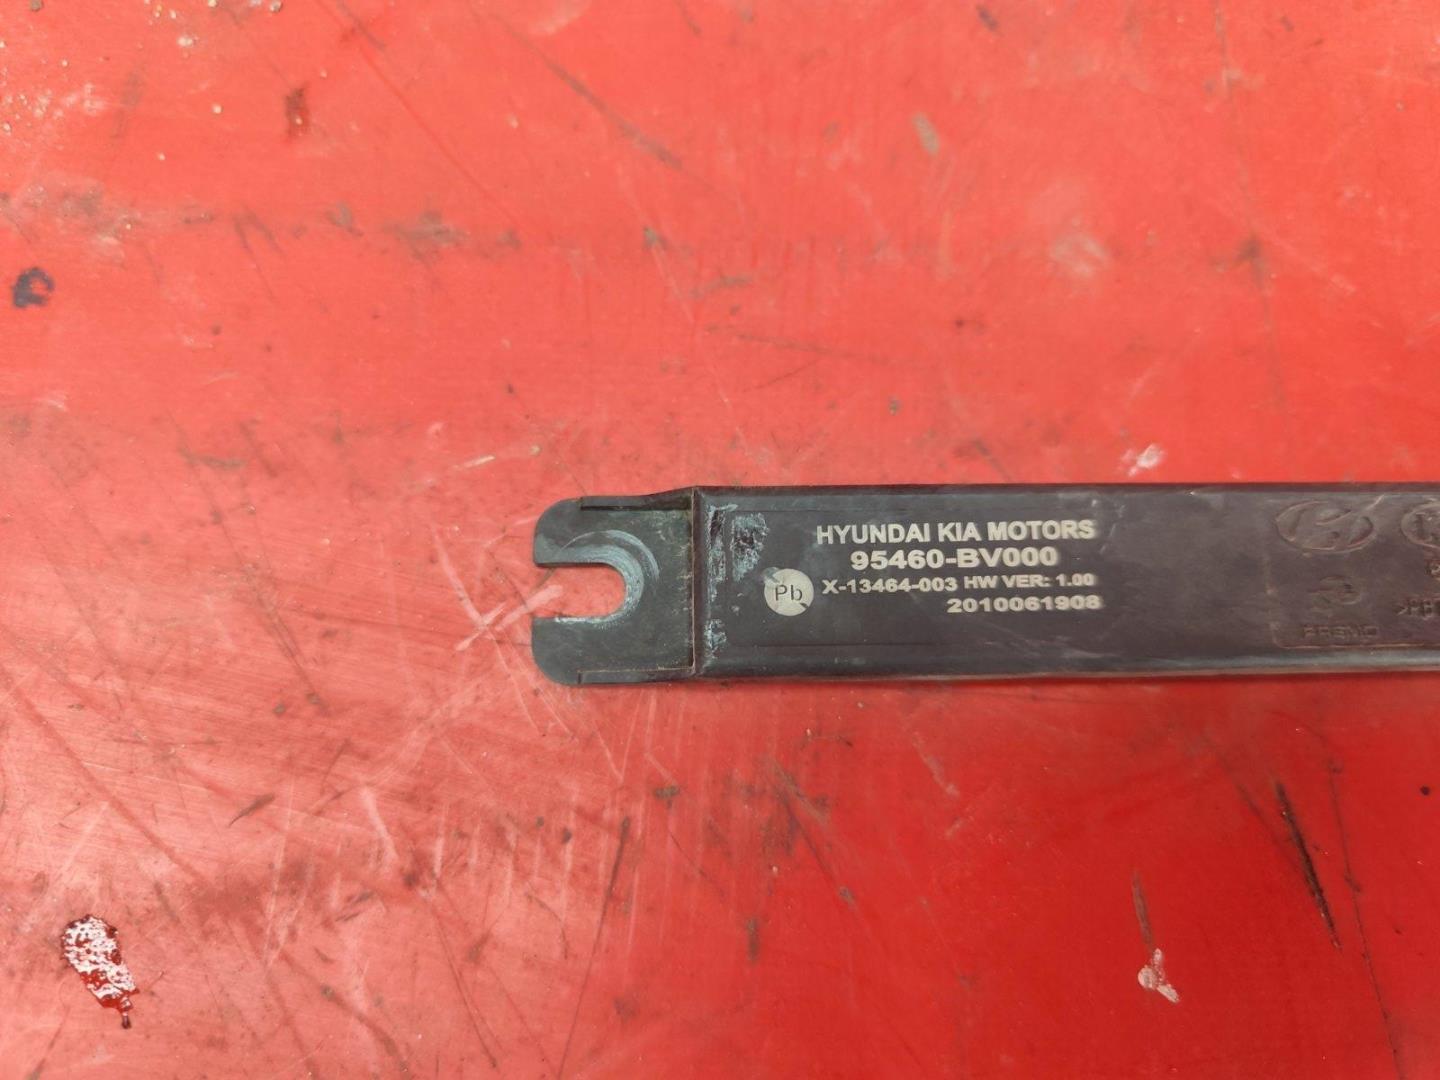 HYUNDAI KIA MOTORS
95460-BV000
Pb
X-13464-003 HW VER: 1.00
2010061908